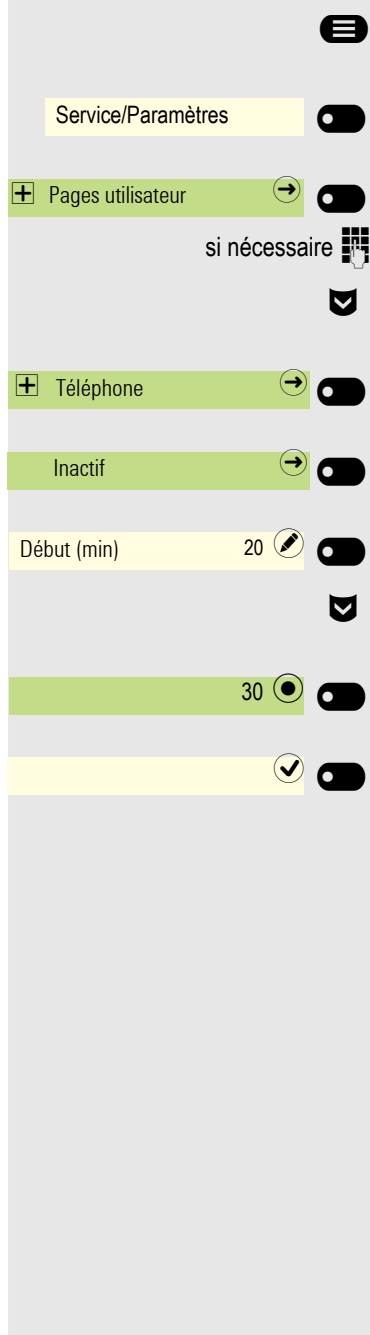 Service/Paramètres
Pages utilisateur
si nécessaire
Téléphone
Inactif
Début (min) 20
30